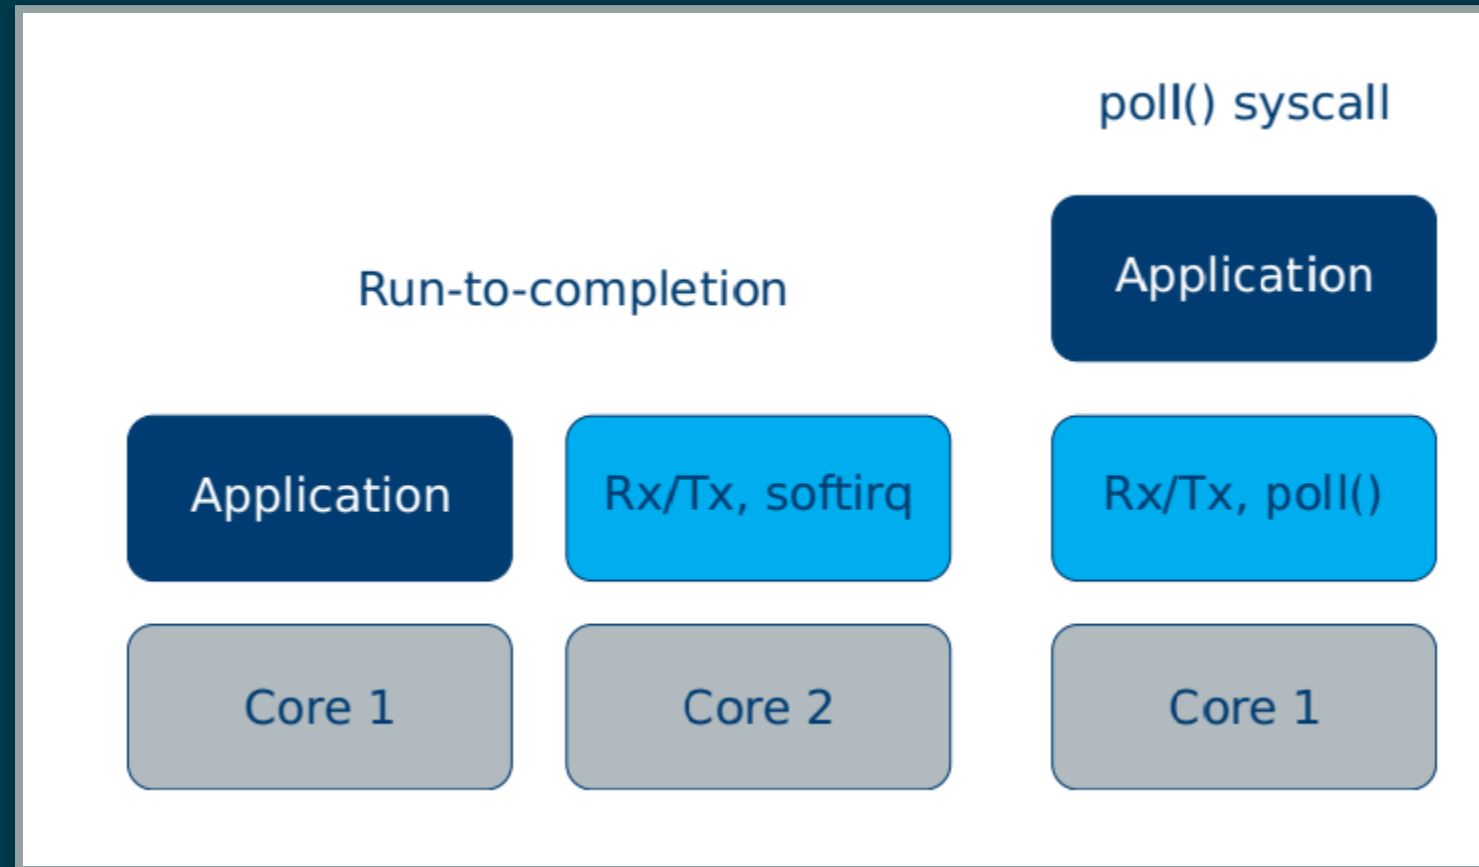 poll() syscall
Application
Run-to-completion
Application
Rx/Tx, softirq
Rx/Tx, poll()
Core 1
Core 2
Core 1